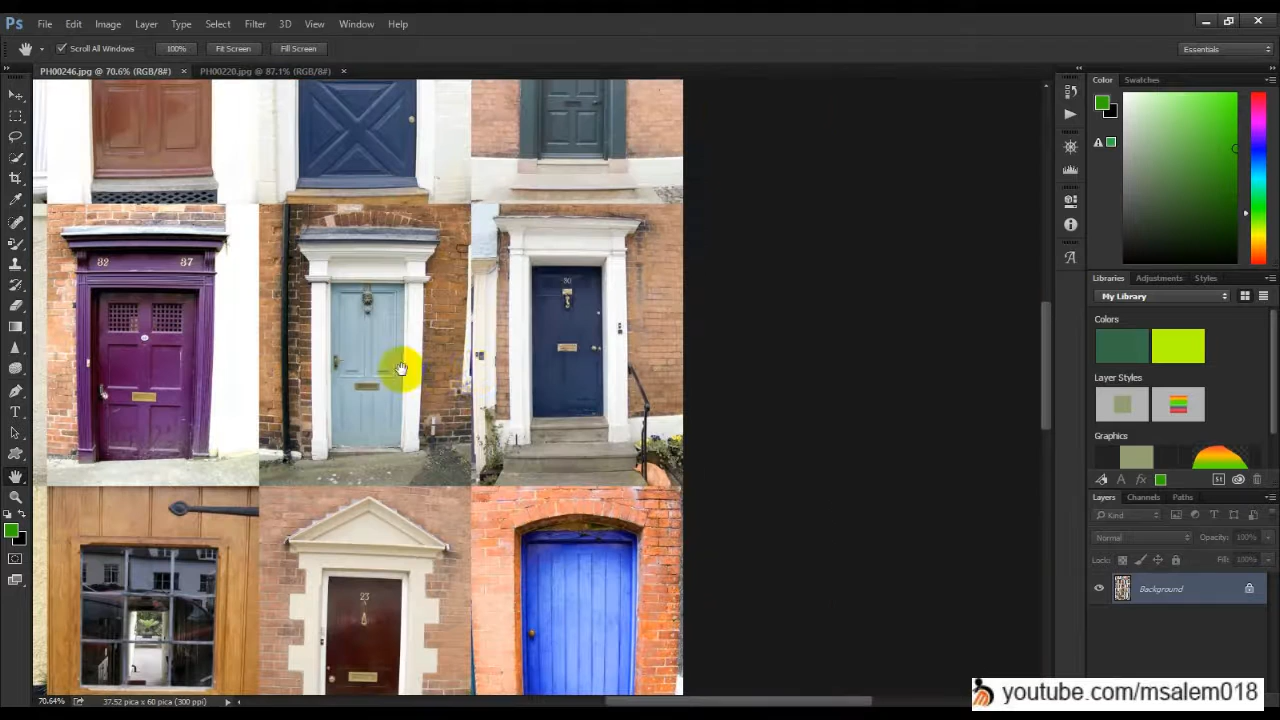 Ps File Edit Image Layer Type Select Filter 3D View Window Help
Scroll All Windows 100% Fit Screen Fill Screen Essentials
PH00246.jpg @ 70.6% (RGB/8#) × PH00220.jpg @ 87.1% (RGB/8#) ×
Color Swatches
32 37
80
23
Libraries Adjustments Styles
My Library
Colors
Layer Styles
Graphics
Layers Channels Paths
Kind
Normal Opacity: 100%
Lock: Fill: 100%
Background
70.64% 37.52 pica x 60 pica (300 ppi)
youtube.com/msalem018